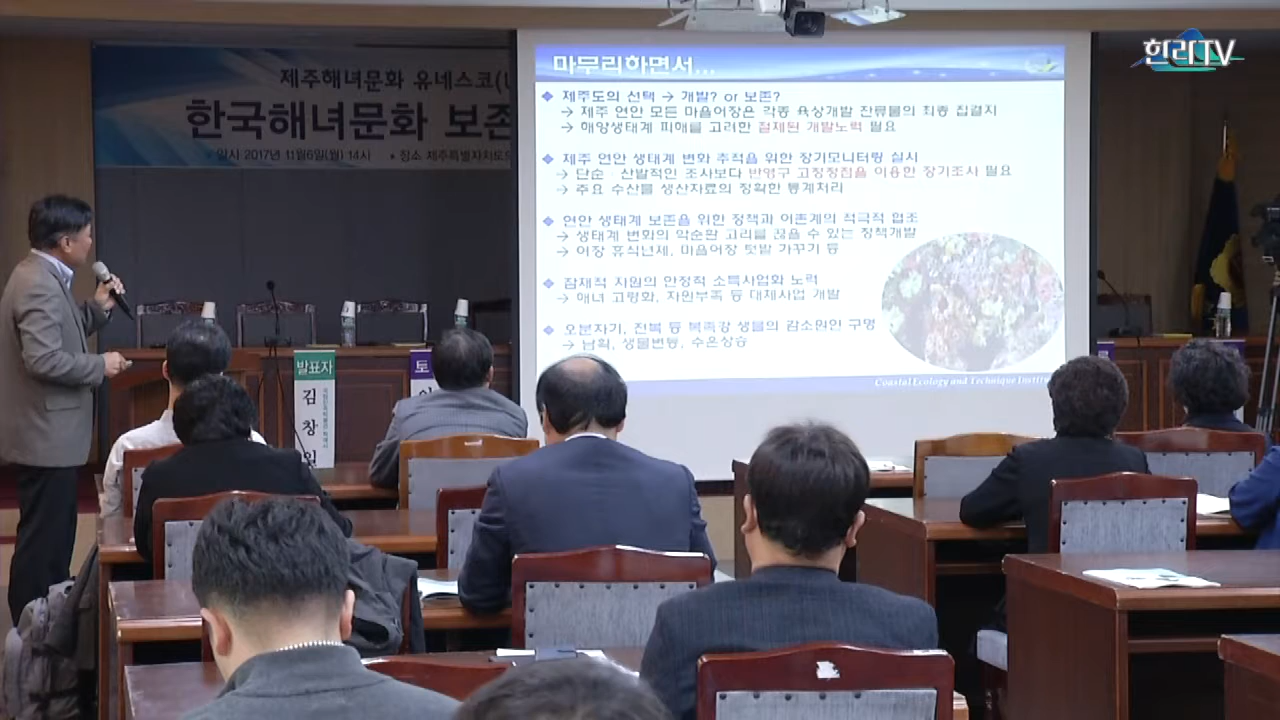 한라TV
제주해녀문화 유네스코(
한국해녀문화 보존
일시 2017년 11월6일(월) 14시 • 장소 제주특별자치도
마무리하면서...
❖ 제주도의 선택 → 개발? or 보존?
→ 제주 연안 모든 마을어장은 각종 육상개발 잔류물의 최종 집결지
→ 해양생태계 피해를 고려한 절제된 개발노력 필요
❖ 제주 연안 생태계 변화 추적을 위한 장기모니터링 실시
→ 단순 · 산발적인 조사보다 반영구 고정정점을 이용한 장기조사 필요
→ 주요 수산물 생산자료의 정확한 통계처리
❖ 연안 생태계 보존을 위한 정책과 어촌계의 적극적 협조
→ 생태계 변화의 악순환 고리를 끊을 수 있는 정책개발
→ 어장 휴식년제, 마을어장 텃밭 가꾸기 등
❖ 잠재적 자원의 안정적 소득사업화 노력
→ 해녀 고령화, 자원부족 등 대체사업 개발
❖ 오분자기, 전복 등 복족강 생물의 감소원인 구명
→ 남획, 생물변동, 수온상승
Coastal Ecology and Technique Institu
발표자
김창일
토